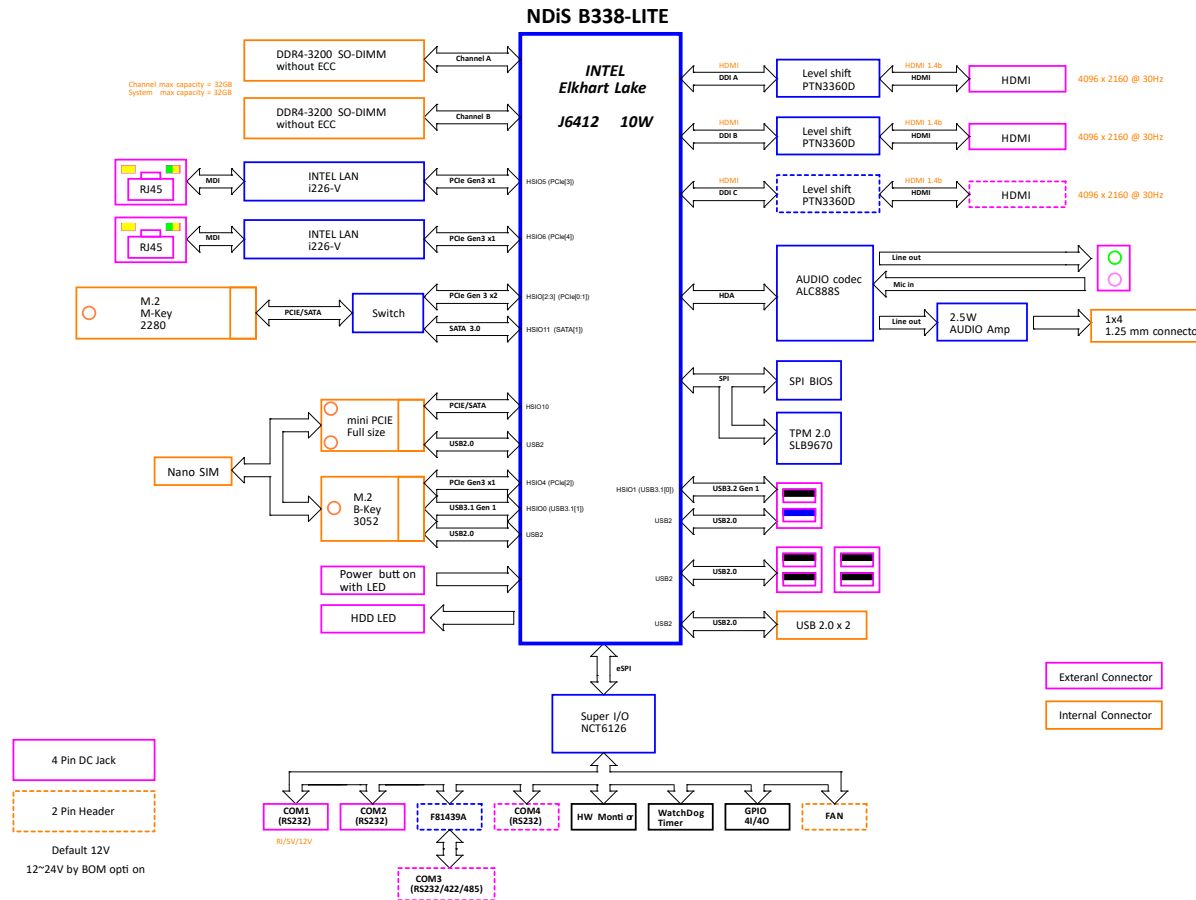 NDiS B338-LITE
DDR4-3200 SO-DIMM
without ECC
Channel A
Channel max capacity = 32GB
System max capacity = 32GB
DDR4-3200 SO-DIMM
without ECC
Channel B
INTEL
Elkhart Lake
J6412 10W
HDMI
DDI A
Level shift
PTN3360D
HDMI 1.4b
HDMI
HDMI
4096 x 2160 @ 30Hz
HDMI
DDI B
Level shift
PTN3360D
HDMI 1.4b
HDMI
HDMI
4096 x 2160 @ 30Hz
HDMI
DDI C
Level shift
PTN3360D
HDMI 1.4b
HDMI
HDMI
4096 x 2160 @ 30Hz
RJ45
MDI
INTEL LAN
i226-V
PCIe Gen3 x1
HSIO5 (PCIe[3])
RJ45
MDI
INTEL LAN
i226-V
PCIe Gen3 x1
HSIO6 (PCIe[4])
M.2
M-Key
2280
PCIE/SATA
Switch
PCIe Gen 3 x2
HSIO[2:3] (PCIe[0:1])
SATA 3.0
HSIO11 (SATA[1])
HDA
AUDIO codec
ALC888S
Line out
Mic in
Line out
2.5W
AUDIO Amp
1x4
1.25 mm connecto
SPI
SPI BIOS
TPM 2.0
SLB9670
Nano SIM
mini PCIE
Full size
PCIE/SATA
HSIO10
USB2.0
USB2
M.2
B-Key
3052
PCIe Gen3 x1
HSIO4 (PCIe[2])
USB3.1 Gen 1
HSIO0 (USB3.1[1])
USB2.0
USB2
HSIO1 (USB3.1[0])
USB3.2 Gen 1
USB2
USB2.0
USB2
USB2.0
USB2
USB2.0
USB 2.0 x 2
Power butt on
with LED
HDD LED
eSPI
Super I/O
NCT6126
Exteranl Connector
Internal Connector
4 Pin DC Jack
2 Pin Header
Default 12V
12~24V by BOM opti on
COM1
(RS232)
RI/5V/12V
COM2
(RS232)
F81439A
COM4
(RS232)
HW Monti or
WatchDog
Timer
GPIO
4I/4O
FAN
COM3
(RS232/422/485)